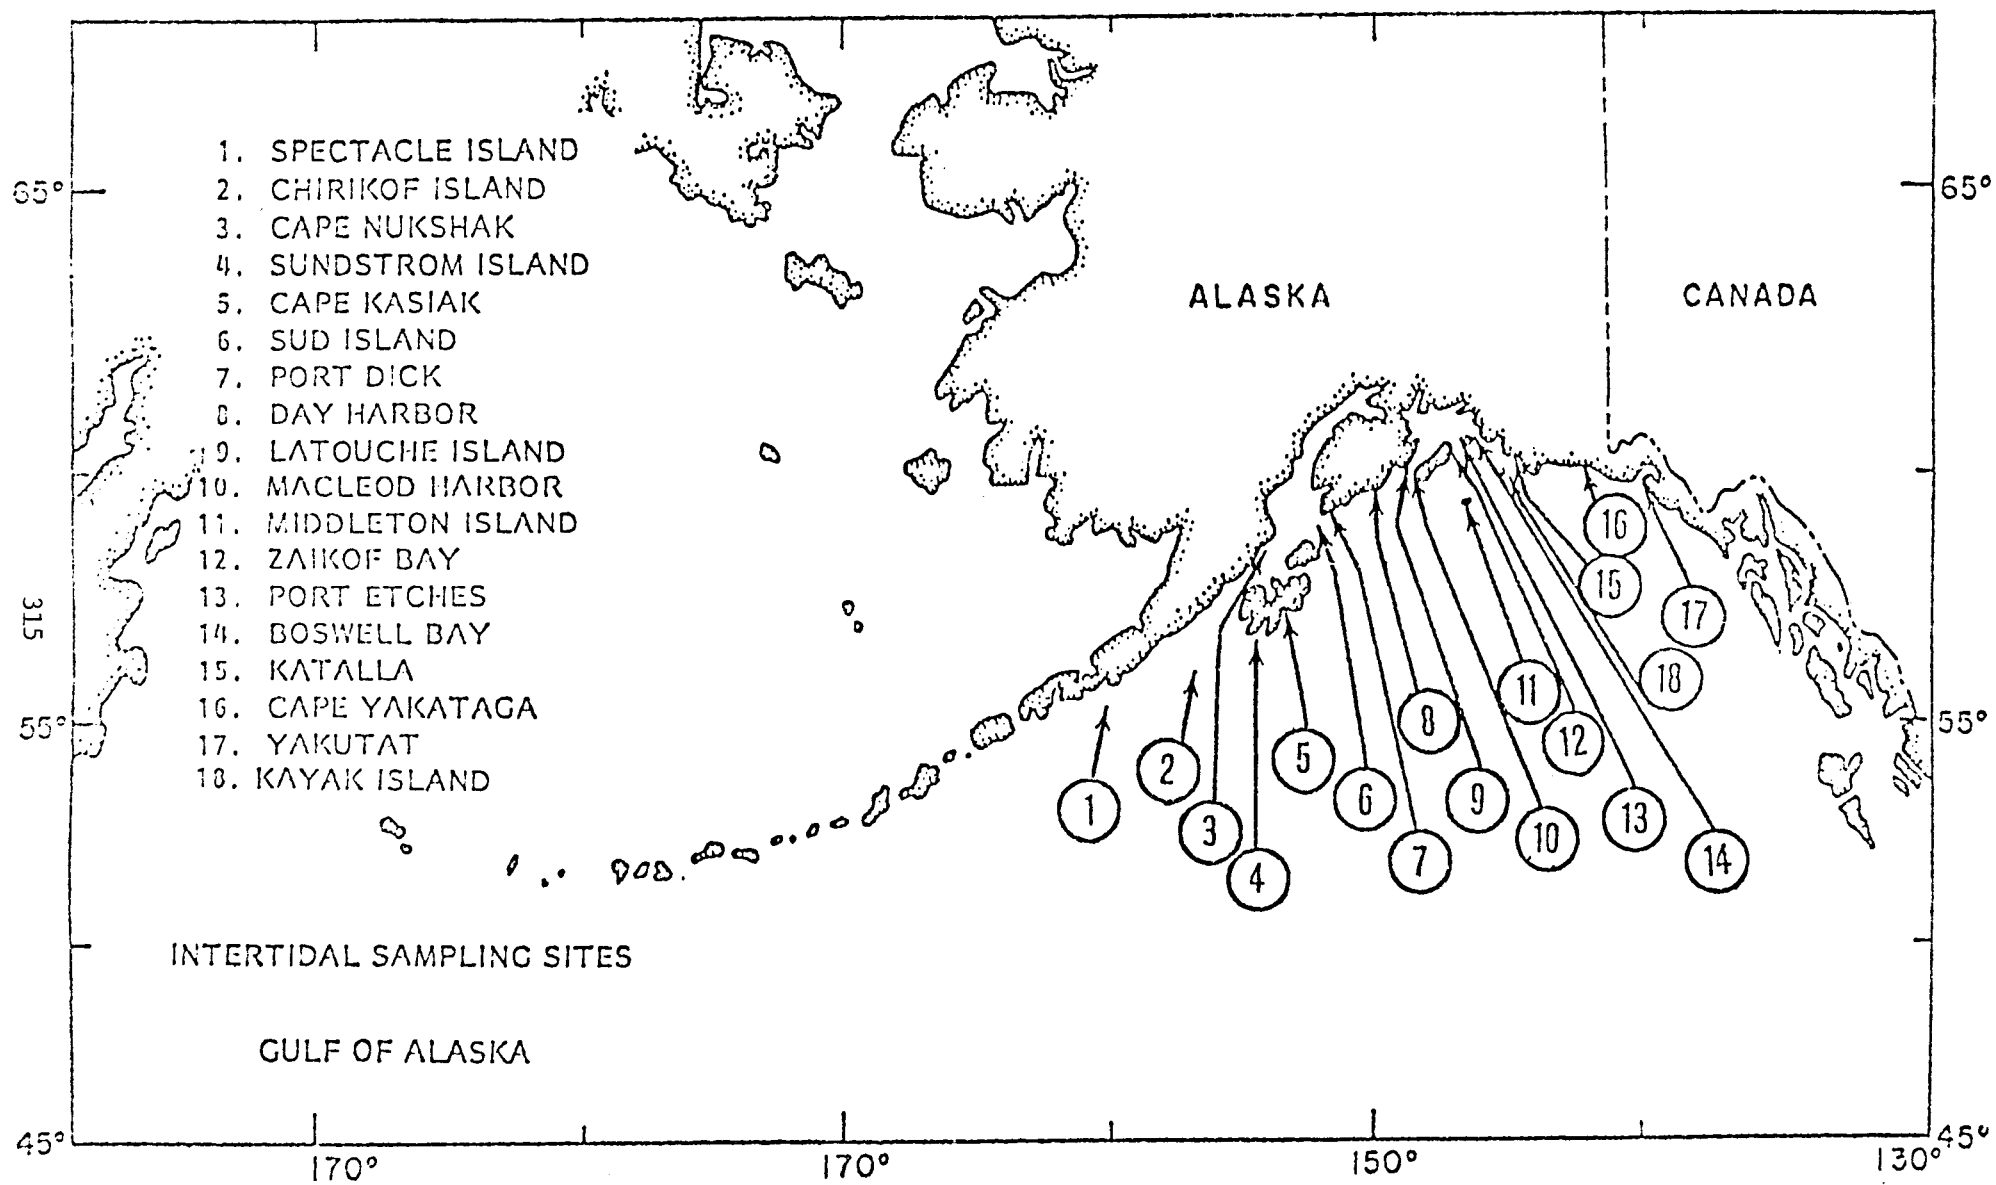 1. SPECTACLE ISLAND
2. CHIRIKOF ISLAND
3. CAPE NUKSHAK
4. SUNDSTROM ISLAND
5. CAPE KASIAK
6. SUD ISLAND
7. PORT DICK
8. DAY HARBOR
9. LATOUCHE ISLAND
10. MACLEOD HARBOR
11. MIDDLETON ISLAND
12. ZAIKOF BAY
13. PORT ETCHES
14. BOSWELL BAY
15. KATALLA
16. CAPE YAKATAGA
17. YAKUTAT
18. KAYAK ISLAND
65°
65°
ALASKA
CANADA
315
55°
55°
16
15
17
18
11
8
12
5
2
6
9
1
13
3
10
7
14
4
INTERTIDAL SAMPLING SITES
GULF OF ALASKA
45°
45°
170°
170°
150°
130°